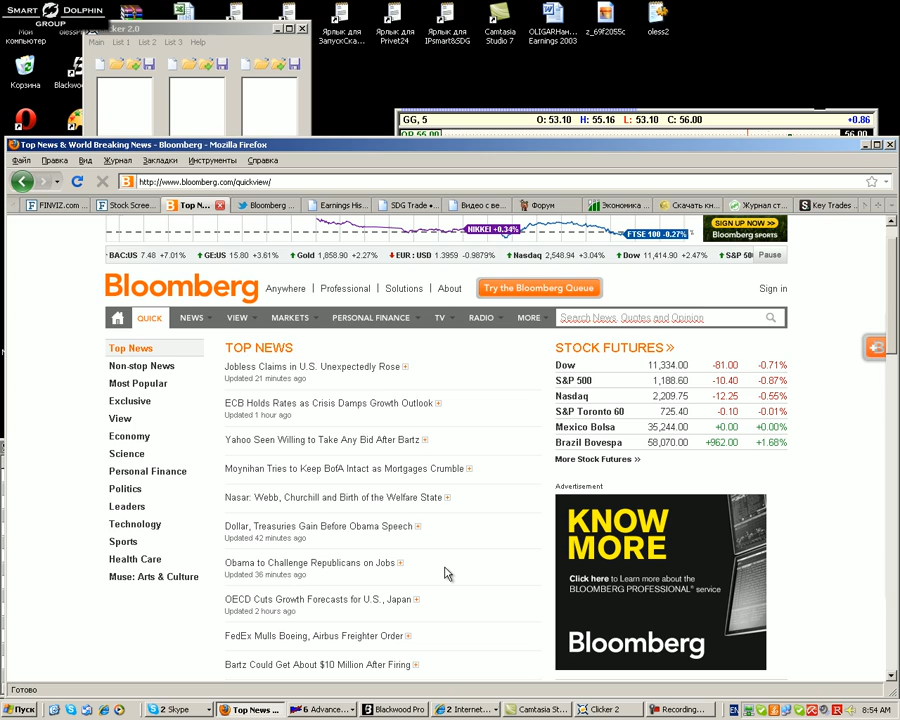 SMART DOLPHIN
GROUP
Мой
компьютер
Корзина
Ярлык для
ЗапускСка...
Ярлык для
Privat24
Ярлык для
IPsmart&SDG
Camtasia
Studio 7
Earnings 2003
z_69f2055c
oless2
cker 2.0
Main List 1 List 2 List 3 Help
GG, 5 O: 53.10 H: 55.16 L: 53.10 C: 56.00 +0.86
OP 55.00
56.00
Top News & World Breaking News - Bloomberg - Mozilla Firefox
Файл Правка Вид Журнал Закладки Инструменты Справка
http://www.bloomberg.com/quickview/
FINVIZ.com ... Stock Scree... Top N... Bloomberg ... Earnings His... SDG Trade •... Видео с ве... Форум Экономика ... Скачать кн... Журнал ст... Key Trades ...
NIKKEI +0.34%
FTSE 100 -0.27%
SIGN UP NOW >>
Bloomberg SPORTS
BAC:US 7.48 +7.01% GE:US 15.80 +3.61% Gold 1,858.90 +2.27% EUR : USD 1.3959 -0.9879% Nasdaq 2,548.94 +3.04% Dow 11,414.90 +2.47% S&P 50 Pause
Bloomberg Anywhere | Professional | Solutions | About Try the Bloomberg Queue Sign in
QUICK NEWS VIEW MARKETS PERSONAL FINANCE TV RADIO MORE Search News, Quotes and Opinion
Top News
Non-stop News
Most Popular
Exclusive
View
Economy
Science
Personal Finance
Politics
Leaders
Technology
Sports
Health Care
Muse: Arts & Culture
TOP NEWS
Jobless Claims in U.S. Unexpectedly Rose
Updated 21 minutes ago
ECB Holds Rates as Crisis Damps Growth Outlook
Updated 1 hour ago
Yahoo Seen Willing to Take Any Bid After Bartz
Moynihan Tries to Keep BofA Intact as Mortgages Crumble
Nasar: Webb, Churchill and Birth of the Welfare State
Dollar, Treasuries Gain Before Obama Speech
Updated 42 minutes ago
Obama to Challenge Republicans on Jobs
Updated 36 minutes ago
OECD Cuts Growth Forecasts for U.S., Japan
Updated 2 hours ago
FedEx Mulls Boeing, Airbus Freighter Order
Bartz Could Get About $10 Million After Firing
STOCK FUTURES »
Dow 11,334.00 -81.00 -0.71%
S&P 500 1,188.60 -10.40 -0.87%
Nasdaq 2,209.75 -12.25 -0.55%
S&P Toronto 60 725.40 -0.10 -0.01%
Mexico Bolsa 35,244.00 +0.00 +0.00%
Brazil Bovespa 58,070.00 +962.00 +1.68%
More Stock Futures »
Advertisement
KNOW
MORE
Click here to Learn more about the
BLOOMBERG PROFESSIONAL® service
Bloomberg
Готово
Пуск 2 Skype Top News ... 6 Advance... Blackwood Pro 2 Internet... Camtasia St... Clicker 2 Recording... EN 8:54 AM